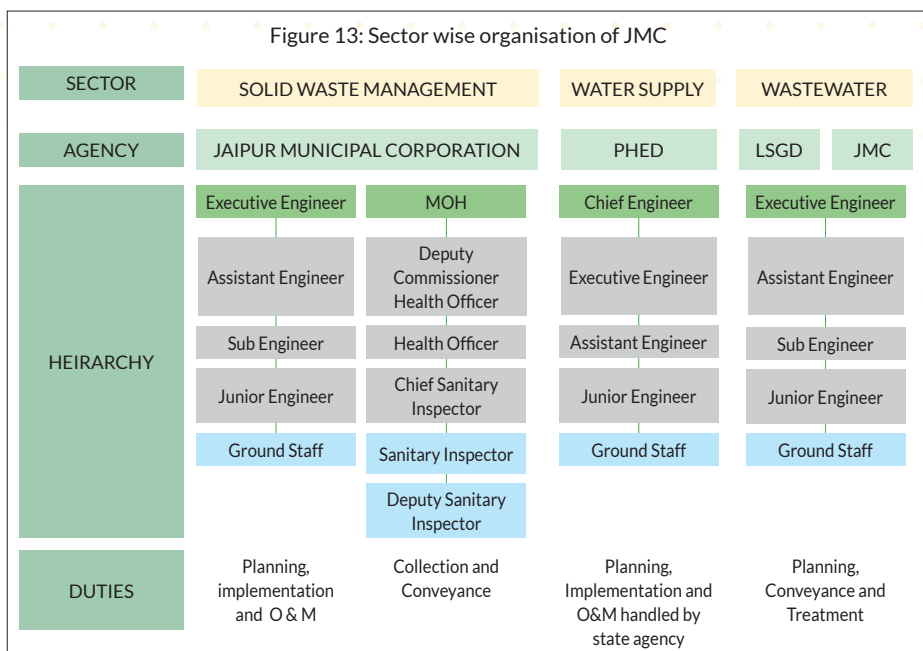 Figure 13: Sector wise organisation of JMC
SECTOR
SOLID WASTE MANAGEMENT
WATER SUPPLY
WASTEWATER
AGENCY
JAIPUR MUNICIPAL CORPORATION
PHED
LSGD
JMC
HEIRARCHY
Executive Engineer
Assistant Engineer
Sub Engineer
Junior Engineer
Ground Staff
MOH
Deputy
Commissioner
Health Officer
Health Officer
Chief Sanitary
Inspector
Sanitary Inspector
Deputy Sanitary
Inspector
Chief Engineer
Executive Engineer
Assistant Engineer
Junior Engineer
Ground Staff
Executive Engineer
Assistant Engineer
Sub Engineer
Junior Engineer
Ground Staff
DUTIES
Planning,
implementation
and O & M
Collection and
Conveyance
Planning,
Implementation and
O&M handled by
state agency
Planning,
Conveyance and
Treatment